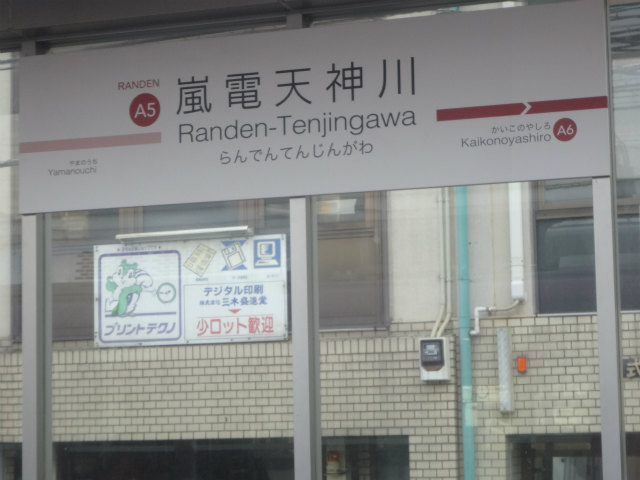 RANDEN
A5
嵐電天神川
Randen-Tenjingawa
らんでんてんじんがわ
やまのうち
Yamanouchi
かいこのやしろ
Kaikonoyashiro
A6
デジタル印刷
株式会社 三木桑進堂
少ロット歓迎
プリントテクノ
式